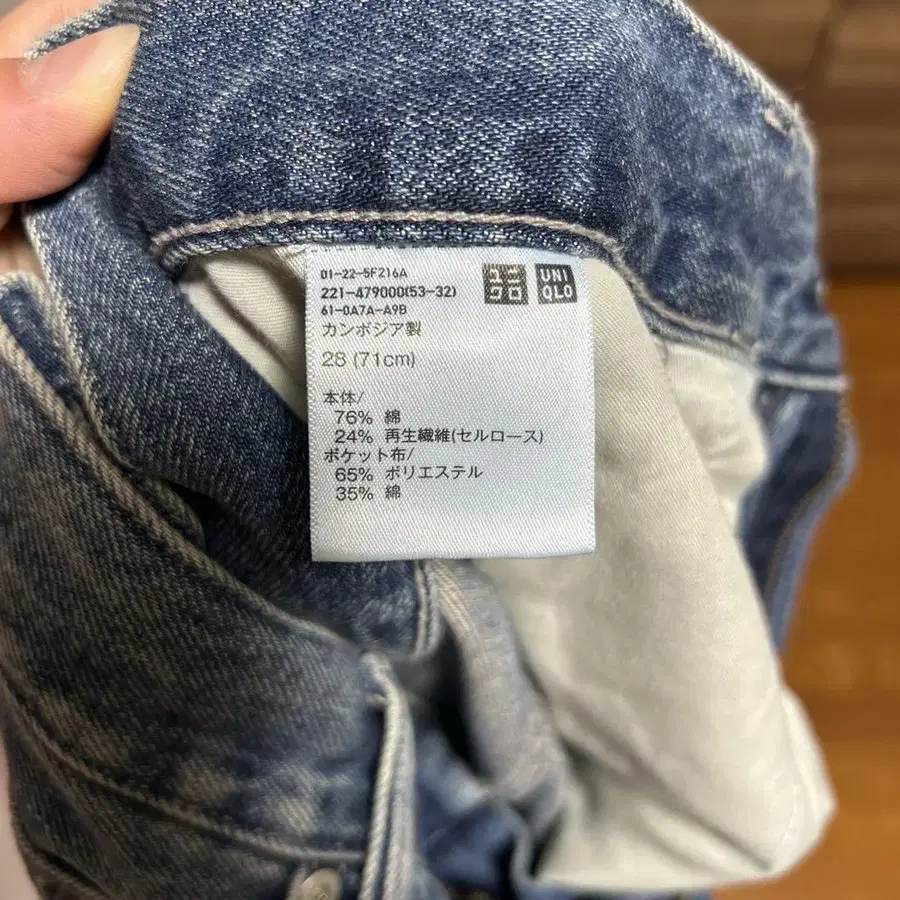 01-22-5F216A
221-479000(53-32)
61-0A7A-A9B
ユニ
クロ
UNI
QLO
カンボジア製
28 (71cm)
本体/
76% 綿
24% 再生繊維(セルロース)
ポケット布/
65% ポリエステル
35% 綿